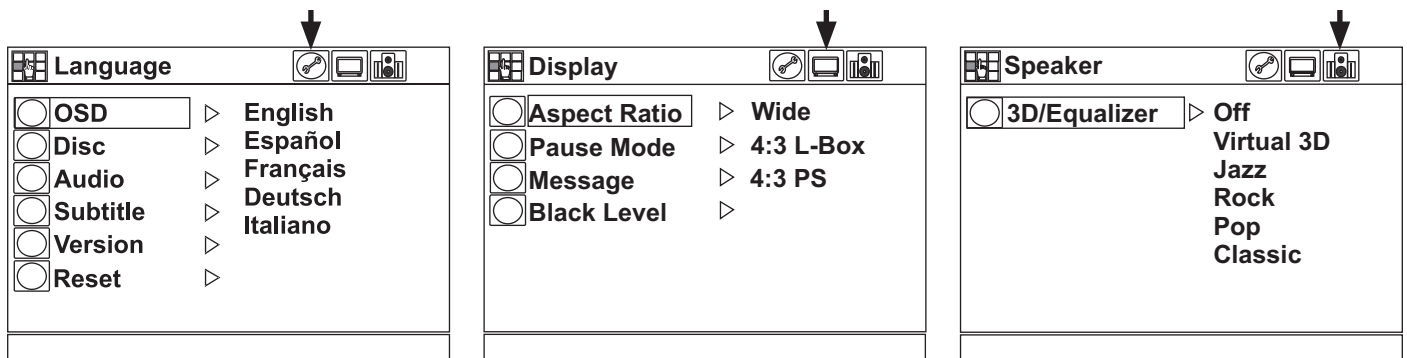 Language
OSD
Disc
Audio
Subtitle
Version
Reset
English
Español
Français
Deutsch
Italiano
Display
Aspect Ratio
Pause Mode
Message
Black Level
Wide
4:3 L-Box
4:3 PS
Speaker
3D/Equalizer
Off
Virtual 3D
Jazz
Rock
Pop
Classic